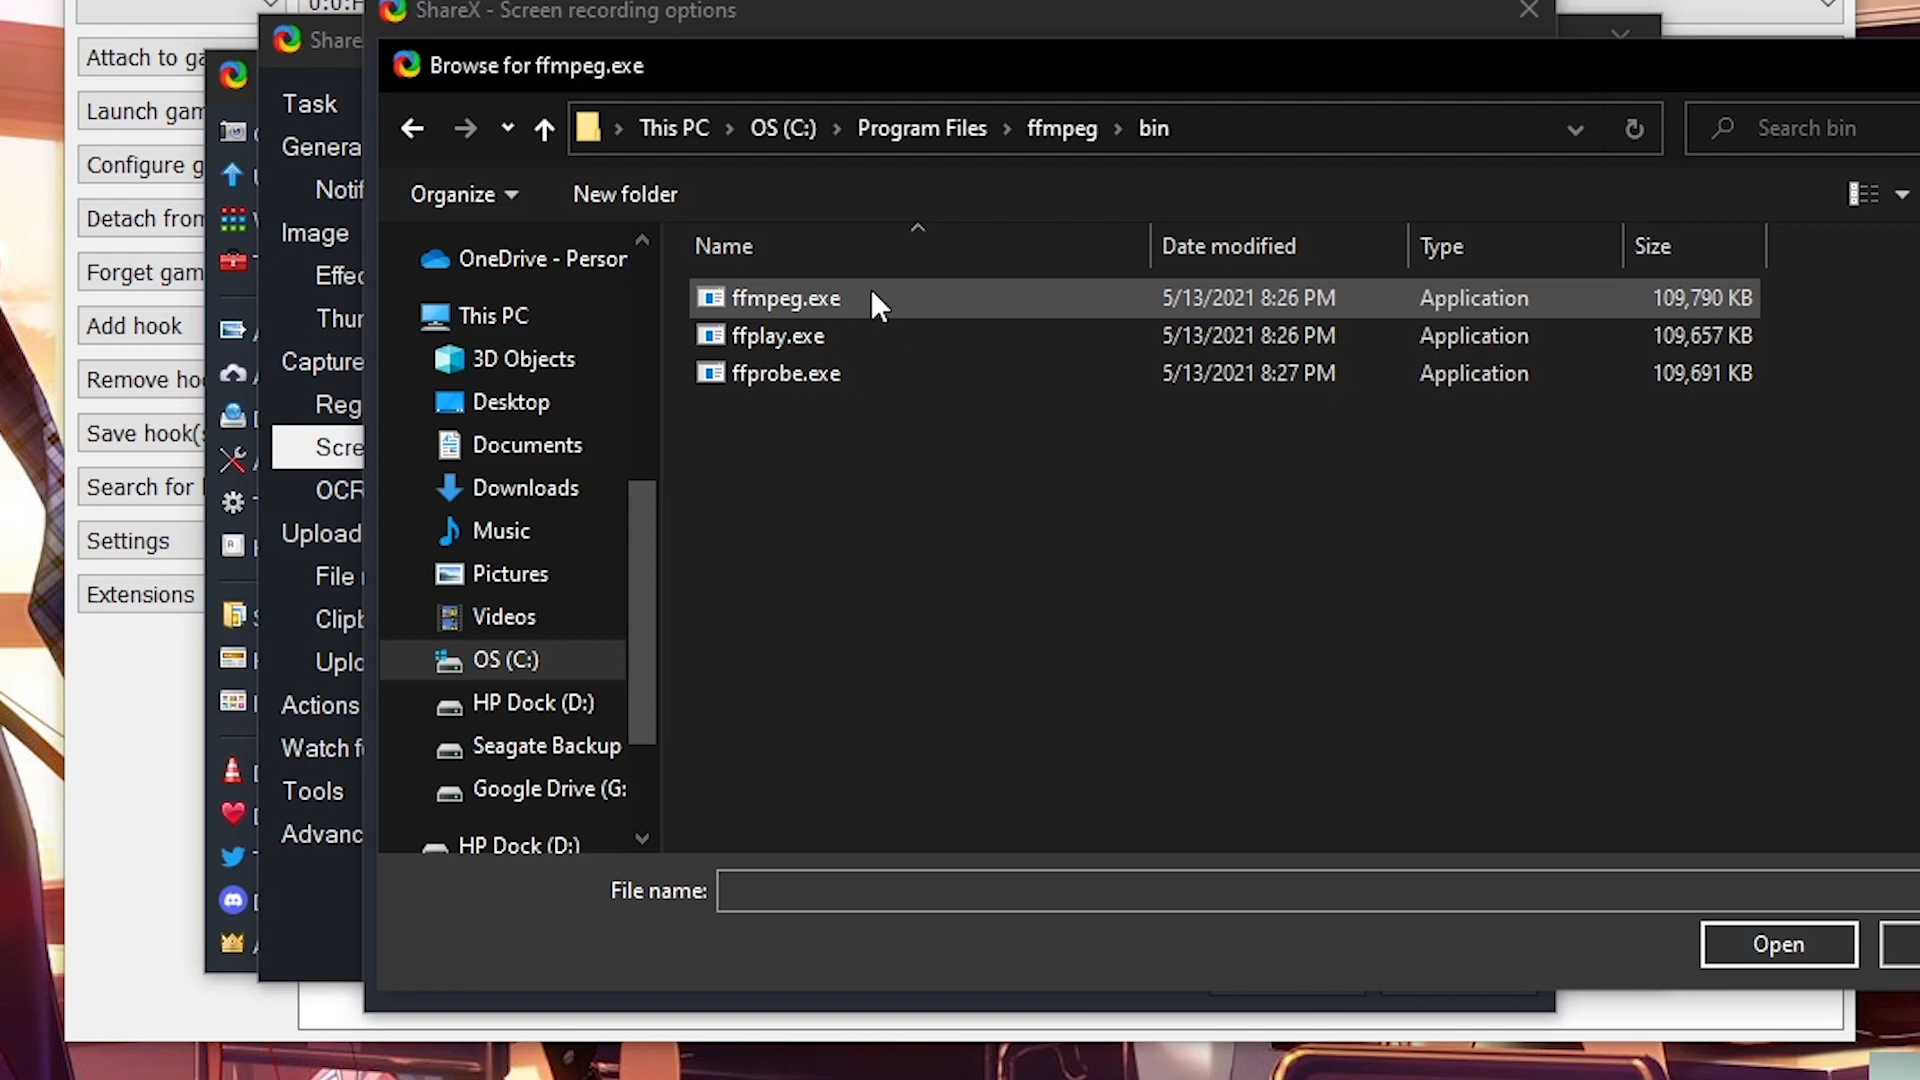 0:0:
ShareX - Screen recording options
Attach to ga
Launch gam
Configure g
Detach from
Forget gam
Add hook
Remove ho
Save hook(
Search for
Settings
Extensions
Share
Task
Genera
Notif
Image
Effec
Thur
Capture
Reg
Scre
OCR
Upload
File
Clipb
Uplo
Actions
Watch f
Tools
Advanc
Browse for ffmpeg.exe
This PC > OS (C:) > Program Files > ffmpeg > bin
Search bin
Organize
New folder
OneDrive - Person
This PC
3D Objects
Desktop
Documents
Downloads
Music
Pictures
Videos
OS (C:)
HP Dock (D:)
Seagate Backup
Google Drive (G:
HP Dock (D:)
Name Date modified Type Size
ffmpeg.exe 5/13/2021 8:26 PM Application 109,790 KB
ffplay.exe 5/13/2021 8:26 PM Application 109,657 KB
ffprobe.exe 5/13/2021 8:27 PM Application 109,691 KB
File name:
Open